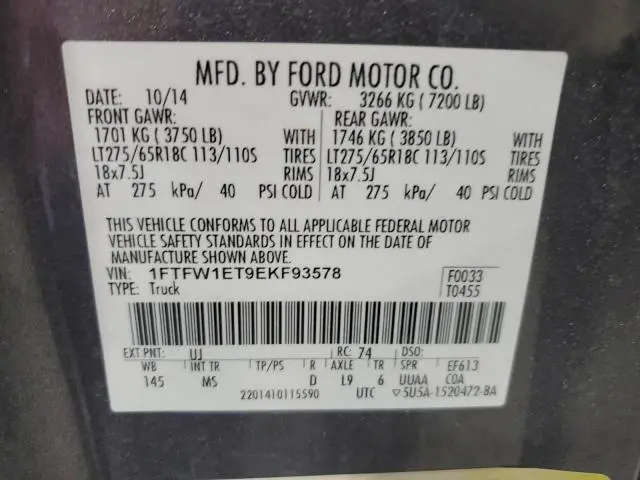 MFD. BY FORD MOTOR CO.
DATE: 10/14 GVWR: 3266 KG ( 7200 LB)
FRONT GAWR: REAR GAWR:
1701 KG ( 3750 LB) WITH 1746 KG ( 3850 LB) WITH
LT275/65R18C 113/110S TIRES LT275/65R18C 113/110S TIRES
18x7.5J RIMS 18x7.5J RIMS
AT 275 kPa/ 40 PSI COLD AT 275 kPa/ 40 PSI COLD
THIS VEHICLE CONFORMS TO ALL APPLICABLE FEDERAL MOTOR
VEHICLE SAFETY STANDARDS IN EFFECT ON THE DATE OF
MANUFACTURE SHOWN ABOVE.
VIN: 1FTFW1ET9EKF93578 F0033
TYPE: Truck T0455
EXT PNT: UJ RC: 74 DSO:
WB INT TR TP/PS R AXLE TR SPR EF613
145 MS D L9 6 UUAA COA
2201410115590 UTC ▽5U5A-1520472-BA